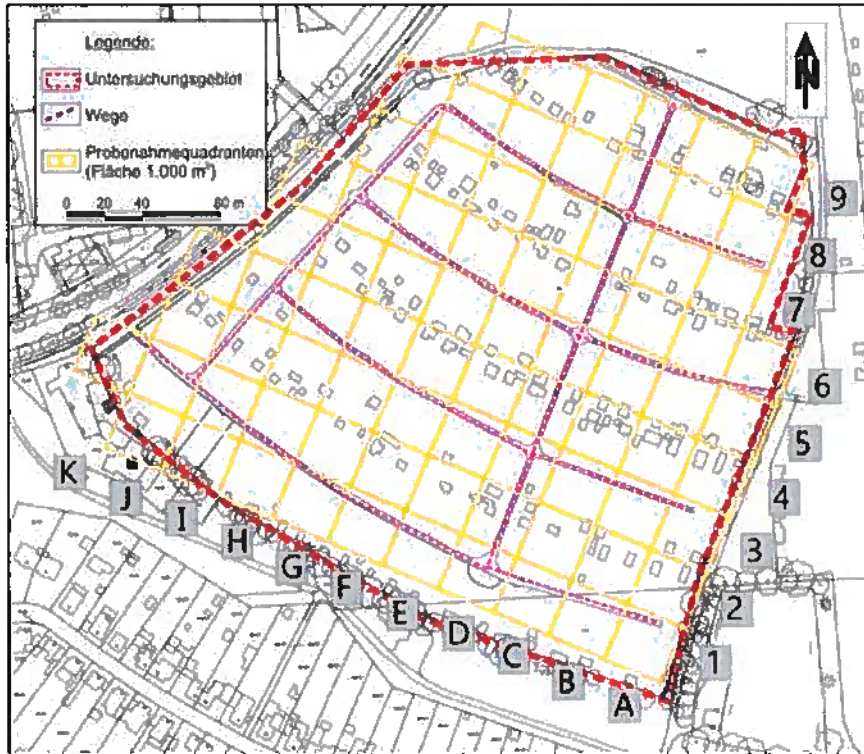 Legende:
Untersuchungsgebiet
Wege
Probenahmequadranten
(Fläche 1.000 m²)
0 20 40 80 m
N
9
8
7
6
5
4
3
2
1
K
J
I
H
G
F
E
D
C
B
A